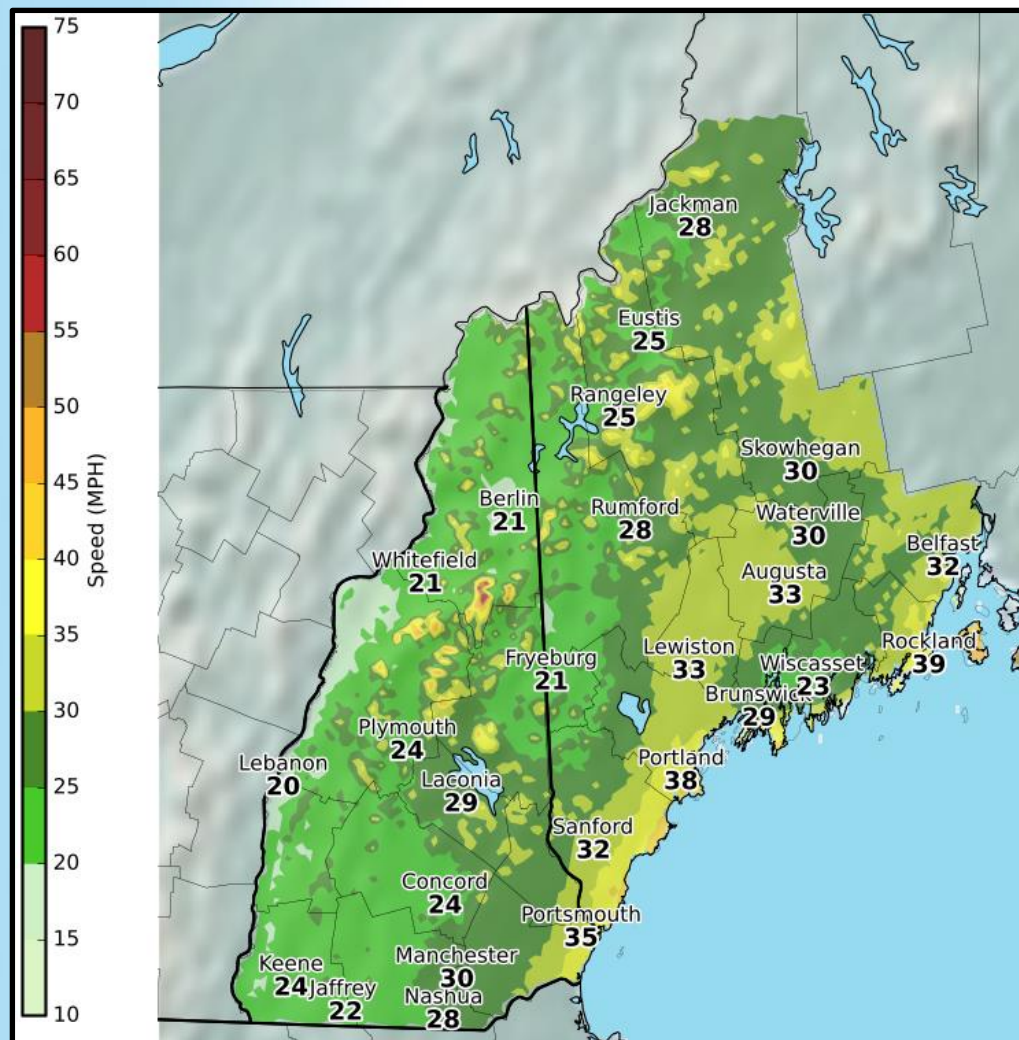 75
70
65
60
55
50
45
40
35
30
25
20
15
10
Speed (MPH)
Jackman
28
Eustis
25
Rangeley
25
Skowhegan
30
Berlin
21
Rumford
28
Waterville
30
Belfast
32
Whitefield
21
Augusta
33
Lewiston
33
Rockland
39
Fryeburg
21
Wiscasset
23
Brunswick
29
Plymouth
24
Lebanon
20
Laconia
29
Portland
38
Sanford
32
Concord
24
Portsmouth
35
Manchester
30
Keene
24
Jaffrey
22
Nashua
28